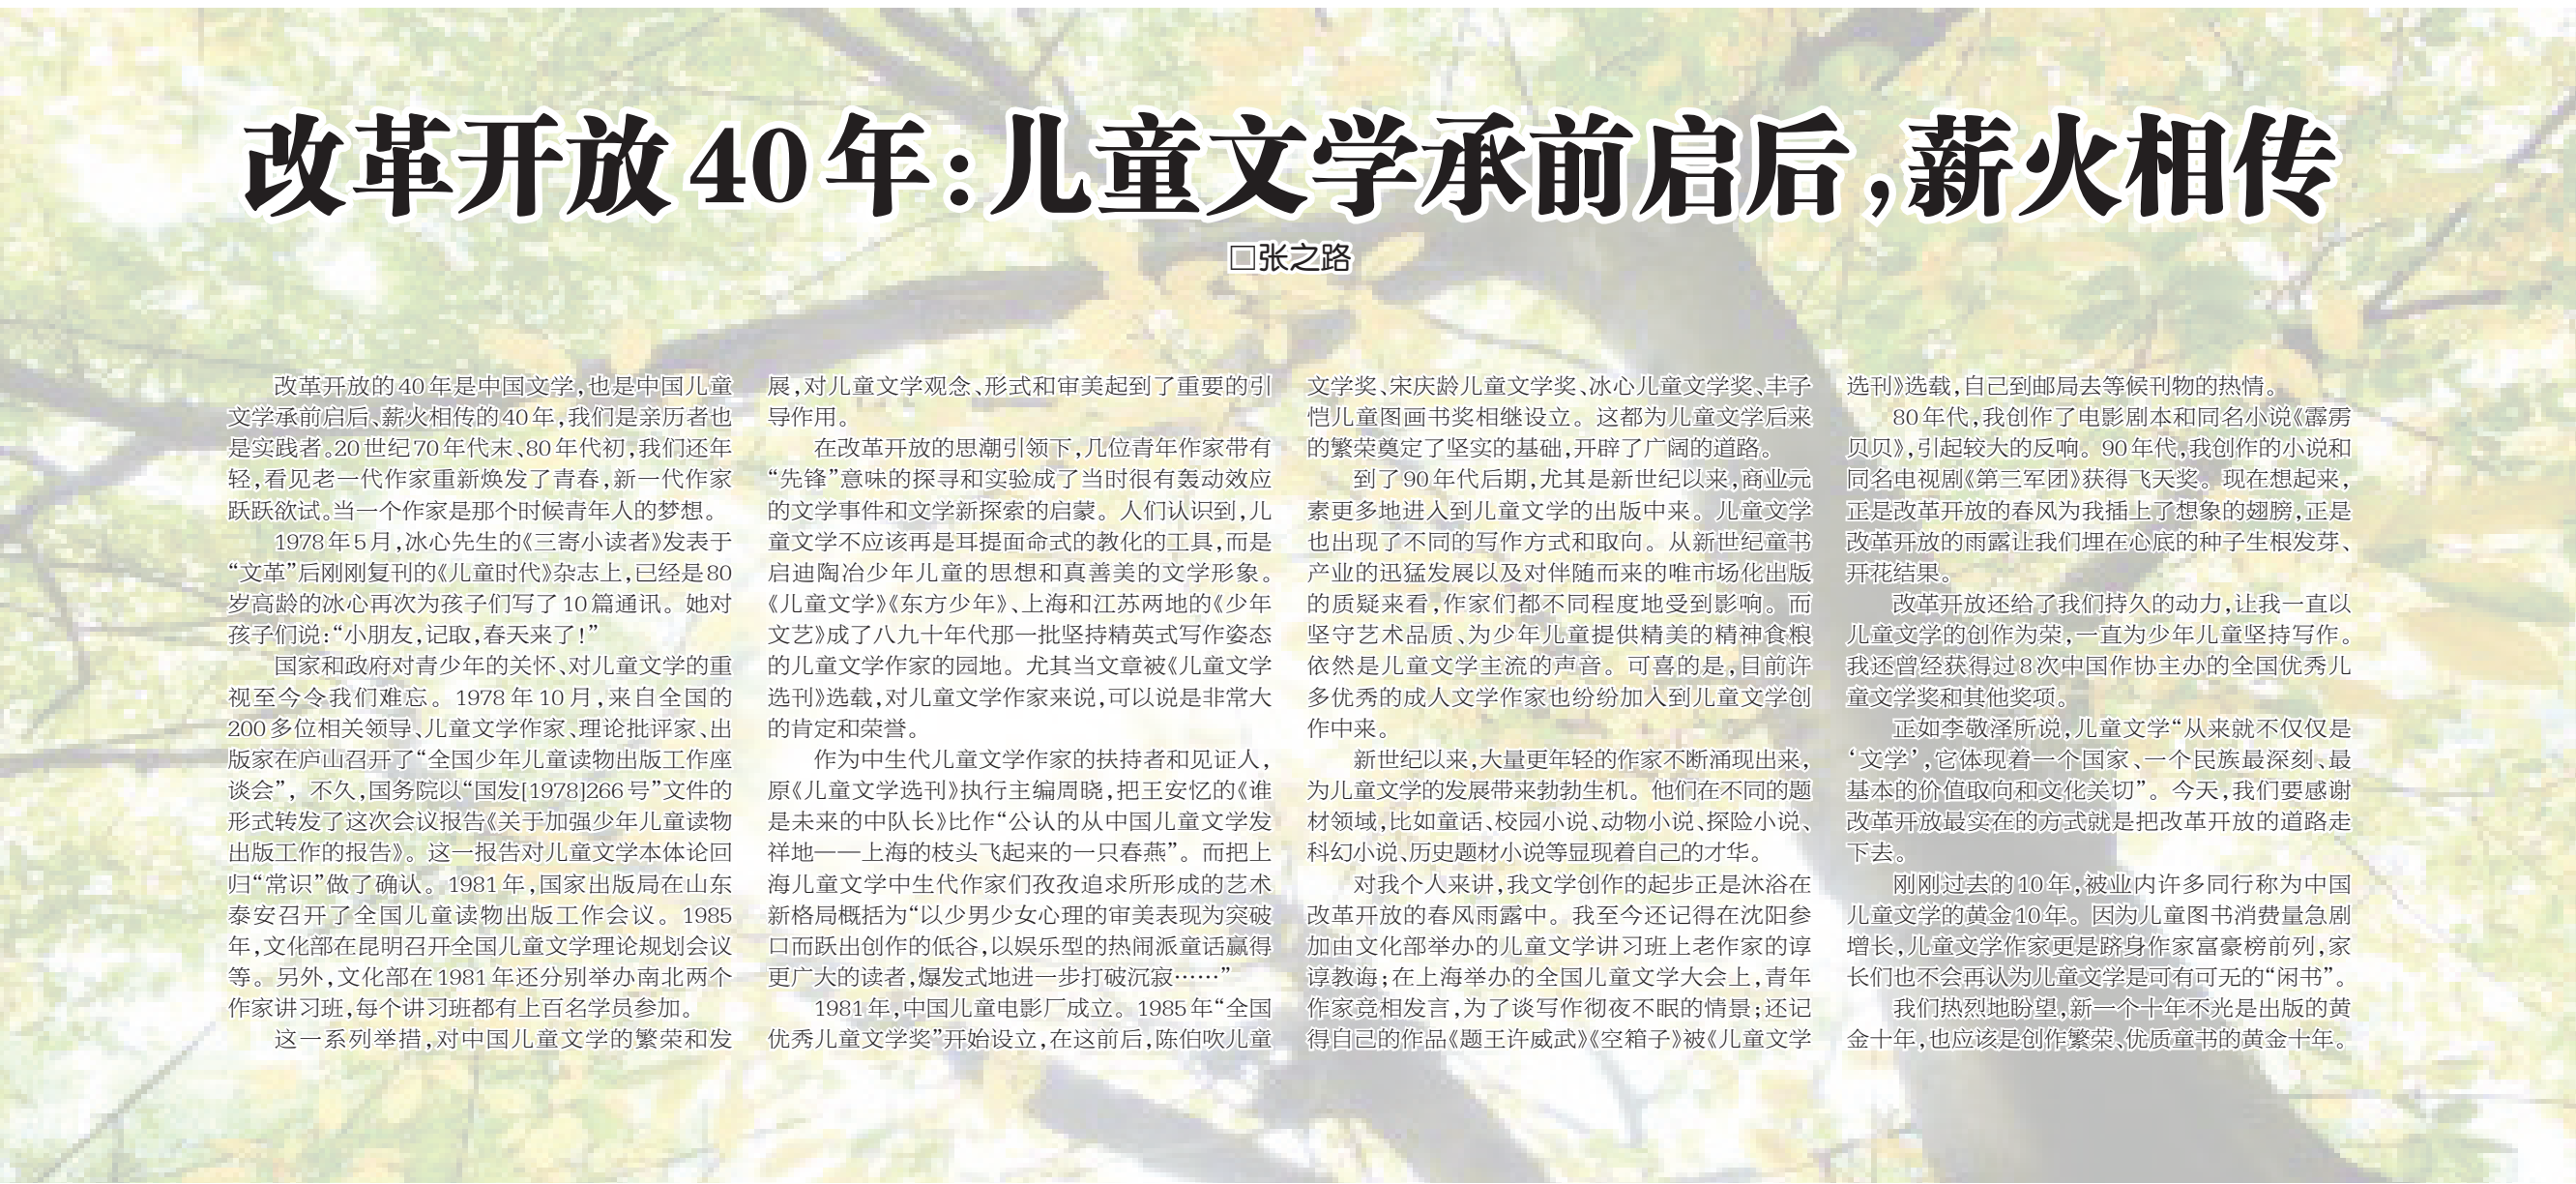 改革开放40年：儿童文学承前启后，薪火相传
□张之路
改革开放的40年是中国文学，也是中国儿童
文学承前启后、薪火相传的40年，我们是亲历者也
是实践者。20世纪70年代末、80年代初，我们还年
轻，看见老一代作家重新焕发了青春，新一代作家
跃跃欲试。当一个作家是那个时候青年人的梦想。
1978年5月，冰心先生的《三寄小读者》发表于
“文革”后刚刚复刊的《儿童时代》杂志上，已经是80
岁高龄的冰心再次为孩子们写了10篇通讯。她对
孩子们说：“小朋友，记取，春天来了！”
国家和政府对青少年的关怀、对儿童文学的重
视至今令我们难忘。1978年10月，来自全国的
200多位相关领导、儿童文学作家、理论批评家、出
版家在庐山召开了“全国少年儿童读物出版工作座
谈会”，不久，国务院以“国发[1978]266号”文件的
形式转发了这次会议报告《关于加强少年儿童读物
出版工作的报告》。这一报告对儿童文学本体论回
归“常识”做了确认。1981年，国家出版局在山东
泰安召开了全国儿童读物出版工作会议。1985
年，文化部在昆明召开全国儿童文学理论规划会议
等。另外，文化部在1981年还分别举办南北两个
作家讲习班，每个讲习班都有上百名学员参加。
这一系列举措，对中国儿童文学的繁荣和发
展，对儿童文学观念、形式和审美起到了重要的引
导作用。
在改革开放的思潮引领下，几位青年作家带有
“先锋”意味的探寻和实验成了当时很有轰动效应
的文学事件和文学新探索的启蒙。人们认识到，儿
童文学不应该再是耳提面命式的教化的工具，而是
启迪陶冶少年儿童的思想和真善美的文学形象。
《儿童文学》《东方少年》、上海和江苏两地的《少年
文艺》成了八九十年代那一批坚持精英式写作姿态
的儿童文学作家的园地。尤其当文章被《儿童文学
选刊》选载，对儿童文学作家来说，可以说是非常大
的肯定和荣誉。
作为中生代儿童文学作家的扶持者和见证人，
原《儿童文学选刊》执行主编周晓，把王安忆的《谁
是未来的中队长》比作“公认的从中国儿童文学发
祥地——上海的枝头飞起来的一只春燕”。而把上
海儿童文学中生代作家们孜孜追求所形成的艺术
新格局概括为“以少男少女心理的审美表现为突破
口而跃出创作的低谷，以娱乐型的热闹派童话赢得
更广大的读者，爆发式地进一步打破沉寂……”
1981年，中国儿童电影厂成立。1985年“全国
优秀儿童文学奖”开始设立，在这前后，陈伯吹儿童
文学奖、宋庆龄儿童文学奖、冰心儿童文学奖、丰子
恺儿童图画书奖相继设立。这都为儿童文学后来
的繁荣奠定了坚实的基础，开辟了广阔的道路。
到了90年代后期，尤其是新世纪以来，商业元
素更多地进入到儿童文学的出版中来。儿童文学
也出现了不同的写作方式和取向。从新世纪童书
产业的迅猛发展以及对伴随而来的唯市场化出版
的质疑来看，作家们都不同程度地受到影响。而
坚守艺术品质、为少年儿童提供精美的精神食粮
依然是儿童文学主流的声音。可喜的是，目前许
多优秀的成人文学作家也纷纷加入到儿童文学创
作中来。
新世纪以来，大量更年轻的作家不断涌现出来，
为儿童文学的发展带来勃勃生机。他们在不同的题
材领域，比如童话、校园小说、动物小说、探险小说、
科幻小说、历史题材小说等显现着自己的才华。
对我个人来讲，我文学创作的起步正是沐浴在
改革开放的春风雨露中。我至今还记得在沈阳参
加由文化部举办的儿童文学讲习班上老作家的谆
谆教诲；在上海举办的全国儿童文学大会上，青年
作家竞相发言，为了谈写作彻夜不眠的情景；还记
得自己的作品《题王许威武》《空箱子》被《儿童文学
选刊》选载，自己到邮局去等候刊物的热情。
80年代，我创作了电影剧本和同名小说《霹雳
贝贝》，引起较大的反响。90年代，我创作的小说和
同名电视剧《第三军团》获得飞天奖。现在想起来，
正是改革开放的春风为我插上了想象的翅膀，正是
改革开放的雨露让我们埋在心底的种子生根发芽、
开花结果。
改革开放还给了我们持久的动力，让我一直以
儿童文学的创作为荣，一直为少年儿童坚持写作。
我还曾经获得过8次中国作协主办的全国优秀儿
童文学奖和其他奖项。
正如李敬泽所说，儿童文学“从来就不仅仅是
‘文学’，它体现着一个国家、一个民族最深刻、最
基本的价值取向和文化关切”。今天，我们要感谢
改革开放最实在的方式就是把改革开放的道路走
下去。
刚刚过去的10年，被业内许多同行称为中国
儿童文学的黄金10年。因为儿童图书消费量急剧
增长，儿童文学作家更是跻身作家富豪榜前列，家
长们也不会再认为儿童文学是可有可无的“闲书”。
我们热烈地盼望，新一个十年不光是出版的黄
金十年，也应该是创作繁荣、优质童书的黄金十年。